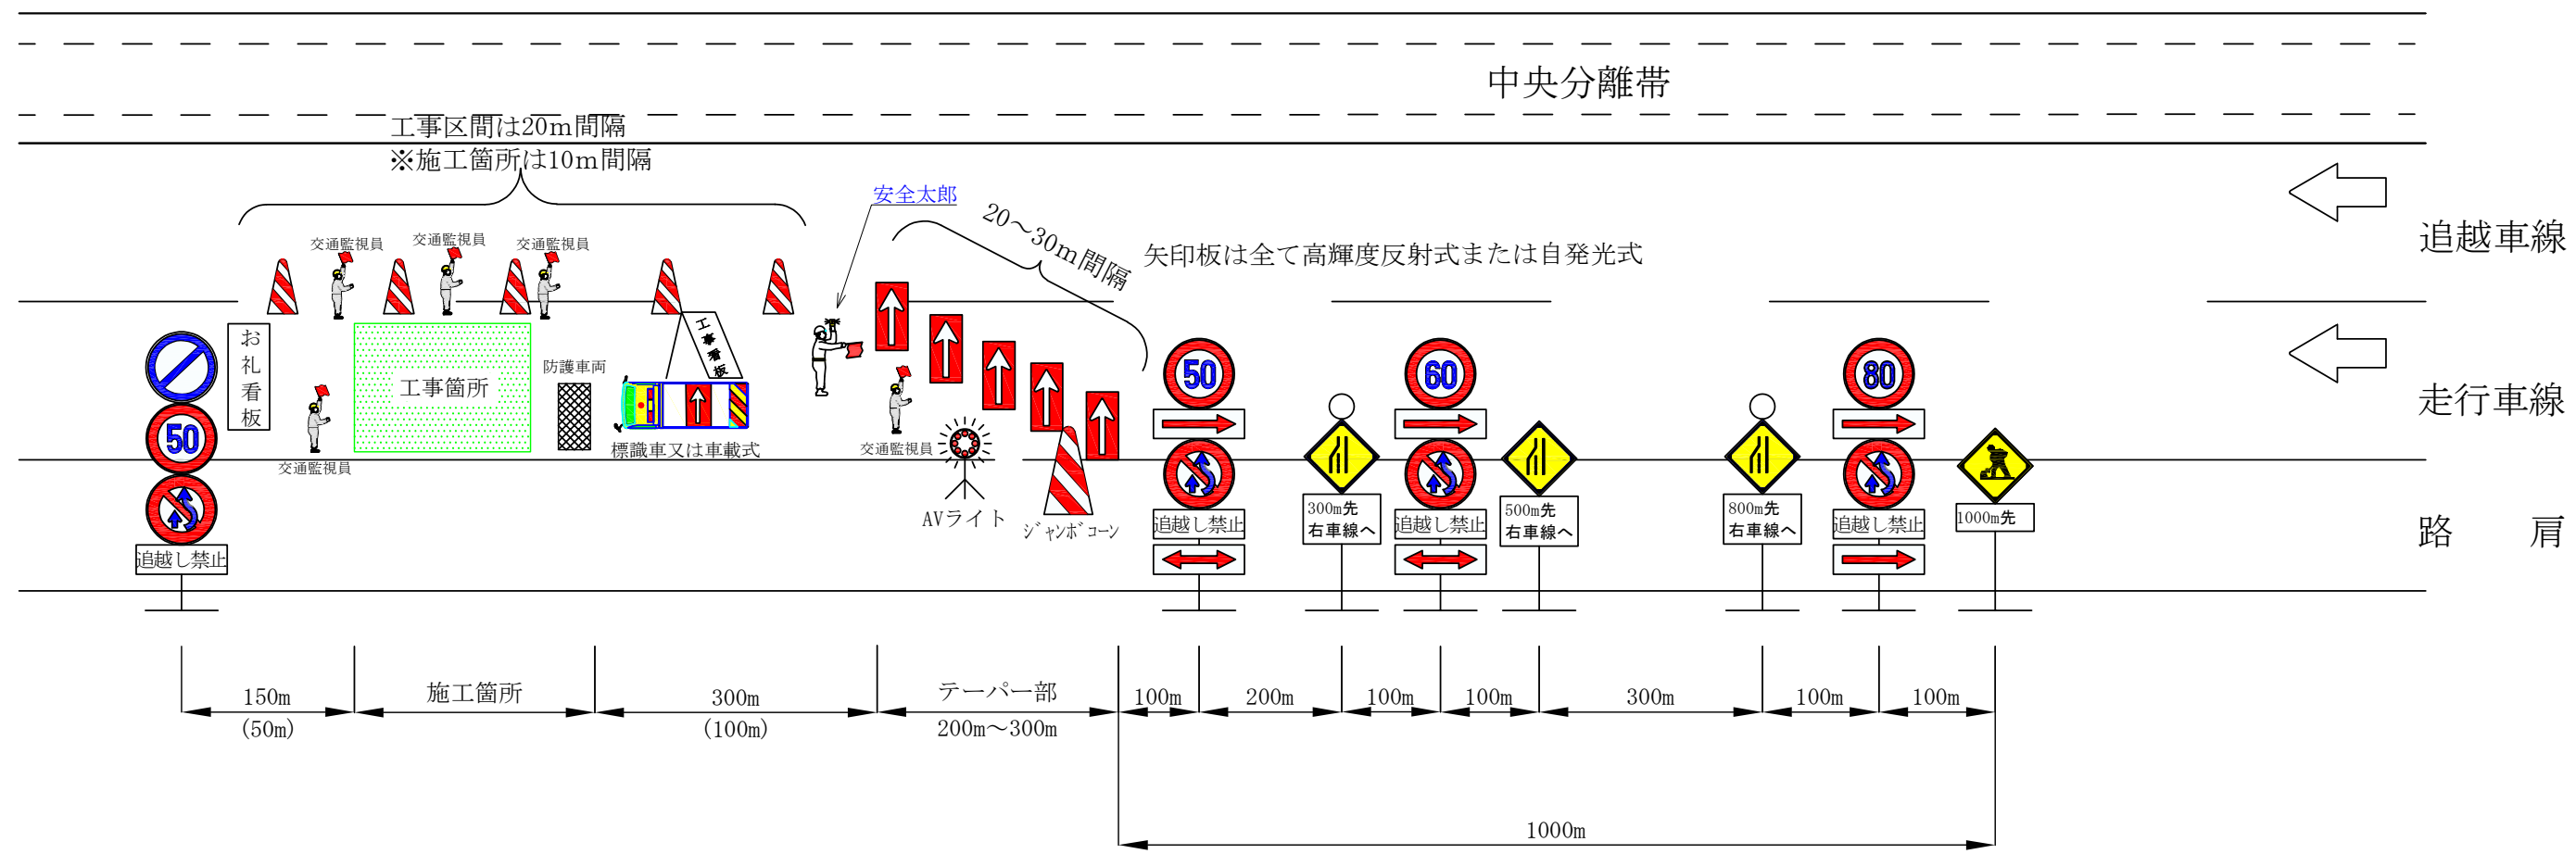 中央分離帯
工事区間は20m間隔
※施工箇所は10m間隔
安全太郎
20～30m間隔
矢印板は全て高輝度反射式または自発光式
追越車線
走行車線
路　肩
交通監視員
交通監視員
交通監視員
お礼看板
工事箇所
防護車両
工事看板
標識車又は車載式
交通監視員
交通監視員
AVライト
ジャンボコーン
50
追越し禁止
50
追越し禁止
300m先
右車線へ
60
追越し禁止
500m先
右車線へ
800m先
右車線へ
80
追越し禁止
1000m先
150m
(50m)
施工箇所
300m
(100m)
テーパー部
200m～300m
100m
200m
100m
100m
300m
100m
100m
1000m